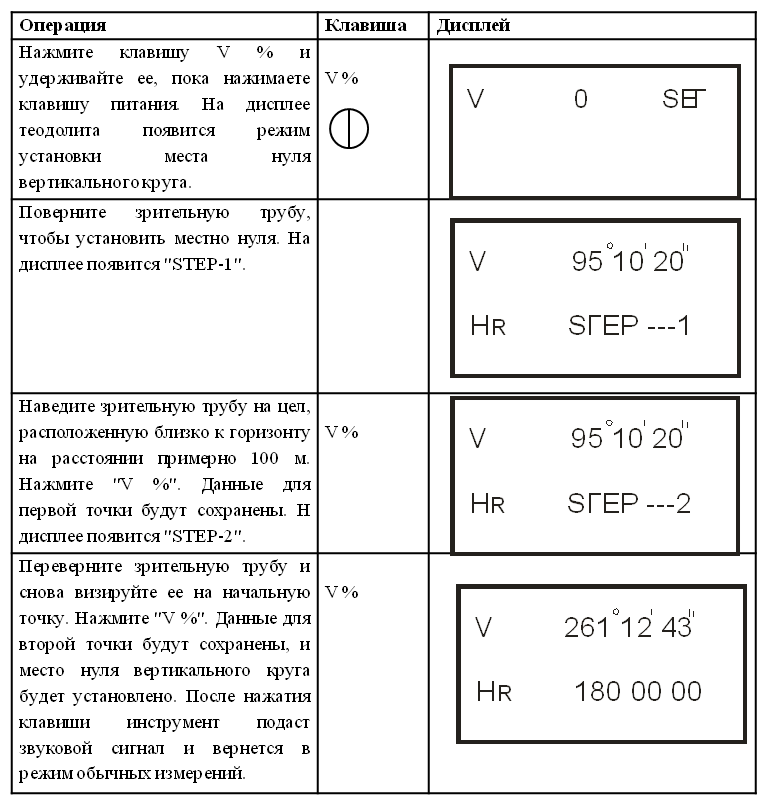 Операция Клавиша Дисплей
Нажмите клавишу V % и
удерживайте ее, пока нажимаете
клавишу питания. На дисплее
теодолита появится режим
установки места нуля
вертикального круга.
V %
V 0 SET
Поверните зрительную трубу,
чтобы установить местно нуля. На
дисплее появится "STEP-1".
V 95°10'20"
HR STEP ---1
Наведите зрительную трубу на цел,
расположенную близко к горизонту
на расстоянии примерно 100 м.
Нажмите "V %". Данные для
первой точки будут сохранены. Н
дисплее появится "STEP-2".
V %
V 95°10'20"
HR STEP ---2
Переверните зрительную трубу и
снова визируйте ее на начальную
точку. Нажмите "V %". Данные для
второй точки будут сохранены, и
место нуля вертикального круга
будет установлено. После нажатия
клавиши инструмент подаст
звуковой сигнал и вернется в
режим обычных измерений.
V %
V 261°12'43"
HR 180 00 00